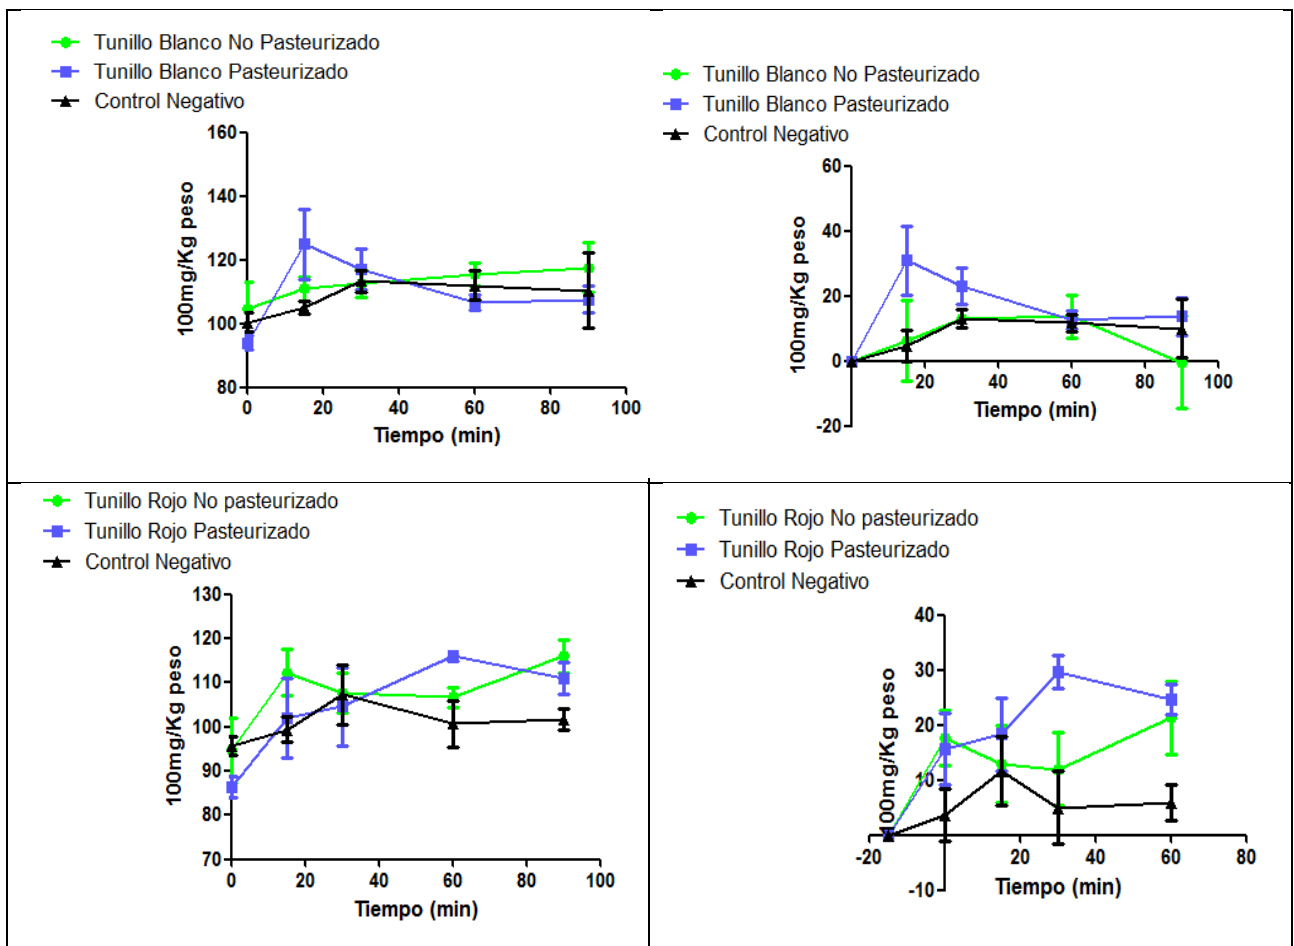 Tunillo Blanco No Pasteurizado
Tunillo Blanco Pasteurizado
Control Negativo
160
140
120
100
80
100mg/Kg peso
0 20 40 60 80 100
Tiempo (min)
Tunillo Blanco No Pasteurizado
Tunillo Blanco Pasteurizado
Control Negativo
60
40
20
0
-20
100mg/Kg peso
20 40 60 80 100
Tiempo (min)
Tunillo Rojo No pasteurizado
Tunillo Rojo Pasteurizado
Control Negativo
130
120
110
100
90
80
70
100mg/Kg peso
0 20 40 60 80 100
Tiempo (min)
Tunillo Rojo No pasteurizado
Tunillo Rojo Pasteurizado
Control Negativo
40
30
20
10
-10
100mg/Kg peso
-20 20 40 60 80
Tiempo (min)